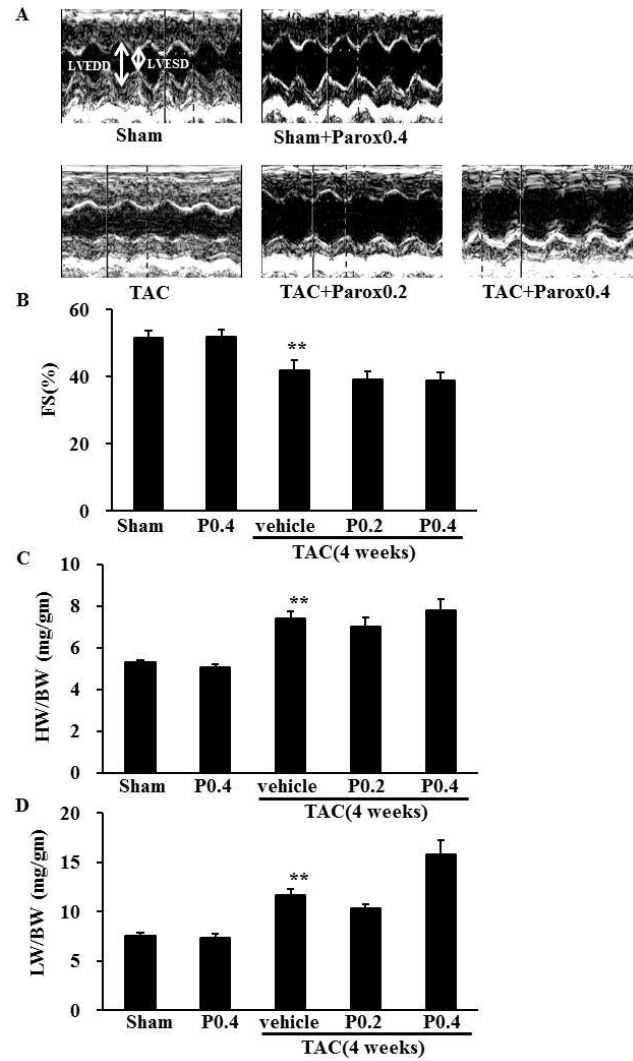 A
LVEDD
LVESD
Sham
Sham+Parox0.4
TAC
TAC+Parox0.2
TAC+Parox0.4
B
60
40
20
0
FS(%)
**
Sham P0.4 vehicle P0.2 P0.4
TAC(4 weeks)
C
10
8
6
4
2
0
HW/BW (mg/gm)
**
Sham P0.4 vehicle P0.2 P0.4
TAC(4 weeks)
D
20
15
10
5
0
LW/BW (mg/gm)
**
Sham P0.4 vehicle P0.2 P0.4
TAC(4 weeks)